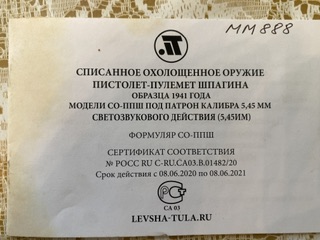 ММ888
СПИСАННОЕ ОХОЛОЩЕННОЕ ОРУЖИЕ
ПИСТОЛЕТ-ПУЛЕМЕТ ШПАГИНА
ОБРАЗЦА 1941 ГОДА
МОДЕЛИ СО-ППШ ПОД ПАТРОН КАЛИБРА 5,45 ММ
СВЕТОЗВУКОВОГО ДЕЙСТВИЯ (5,45ИМ)
ФОРМУЛЯР СО-ППШ
СЕРТИФИКАТ СООТВЕТСТВИЯ
№ РОСС RU C-RU.CA03.B.01482/20
Срок действия с 08.06.2020 по 08.06.2021
СА 03
LEVSHA-TULA.RU